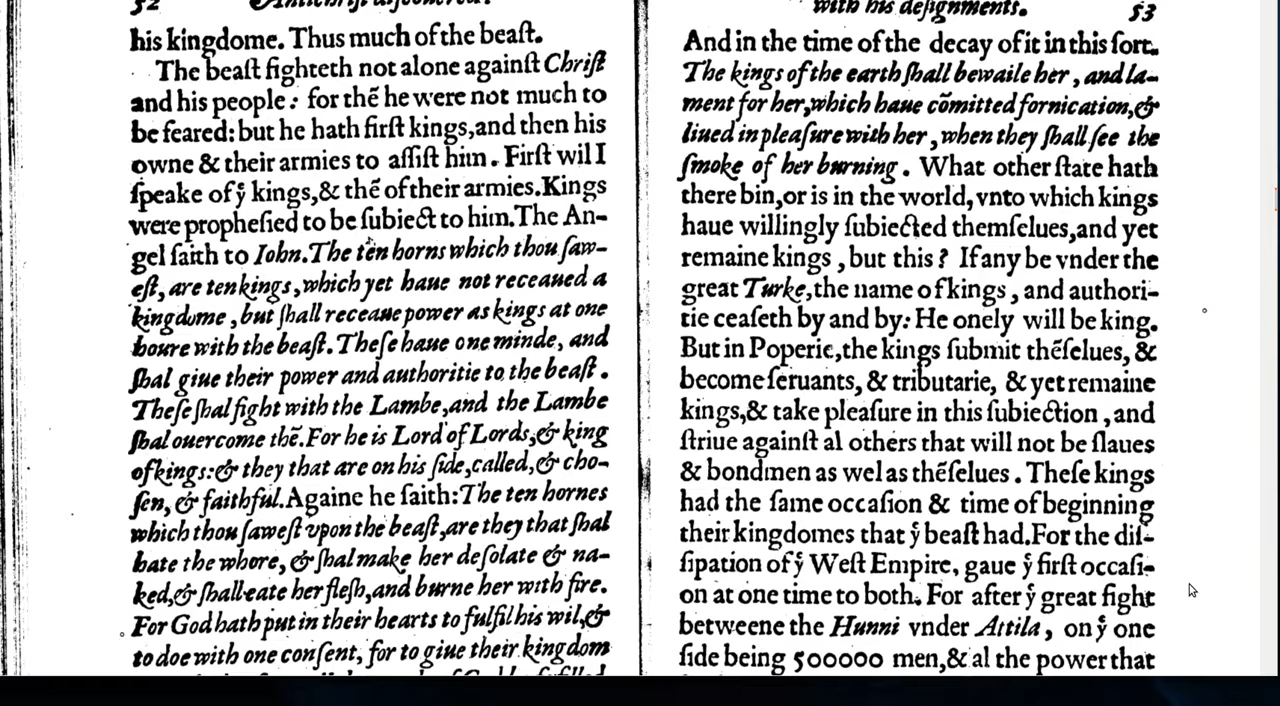 52 Antichrist discouered:
his kingdome. Thus much of the beaſt.
The beaſt fighteth not alone againſt Chriſt
and his people: for thẽ he were not much to
be feared: but he hath firſt kings,and then his
owne & their armies to aſſiſt him. Firſt wil I
ſpeake of ẏ kings,& thẽ of their armies.Kings
were propheſied to be ſubiect to him.The An-
gel ſaith to Iohn.The ten horns which thou ſaw-
eſt, are ten kings,which yet haue not receaued a
kingdome, but ſhall receaue power as kings at one
houre with the beaſt. Theſe haue one minde, and
ſhal giue their power and authoritie to the beaſt.
Theſe ſhal fight with the Lambe,and the Lambe
ſhal ouercome thẽ.For he is Lord of Lords,& king
of kings:& they that are on his ſide,called,& cho-
ſen, & faithful.Againe he ſaith:The ten hornes
which thou ſaweſt vpon the beaſt,are they that ſhal
hate the whore, & ſhal make her deſolate & na-
ked,& ſhall eate her fleſh,and burne her with fire.
For God hath put in their hearts to fulfil his wil,&
to doe with one conſent, for to giue their kingdom
with his deſignments. 53
And in the time of the decay of it in this ſort.
The kings of the earth ſhall bewaile her, and la-
ment for her,which haue cõmitted fornication,&
liued in pleaſure with her, when they ſhall ſee the
ſmoke of her burning. What other ſtate hath
there bin,or is in the world, vnto which kings
haue willingly ſubiected themſelues,and yet
remaine kings, but this? If any be vnder the
great Turke,the name of kings, and authori-
tie ceaſeth by and by: He onely will be king.
But in Poperie,the kings ſubmit thẽſelues, &
become ſeruants, & tributarie, & yet remaine
kings,& take pleaſure in this ſubiection, and
ſtriue againſt al others that will not be ſlaues
& bondmen as wel as thẽſelues. Theſe kings
had the ſame occaſion & time of beginning
their kingdomes that ẏ beaſt had.For the diſ-
ſipation of ẏ Weſt Empire, gaue ẏ firſt occaſi-
on at one time to both. For after ẏ great fight
betweene the Hunni vnder Attila, on ẏ one
ſide being 500000 men,& al the power that